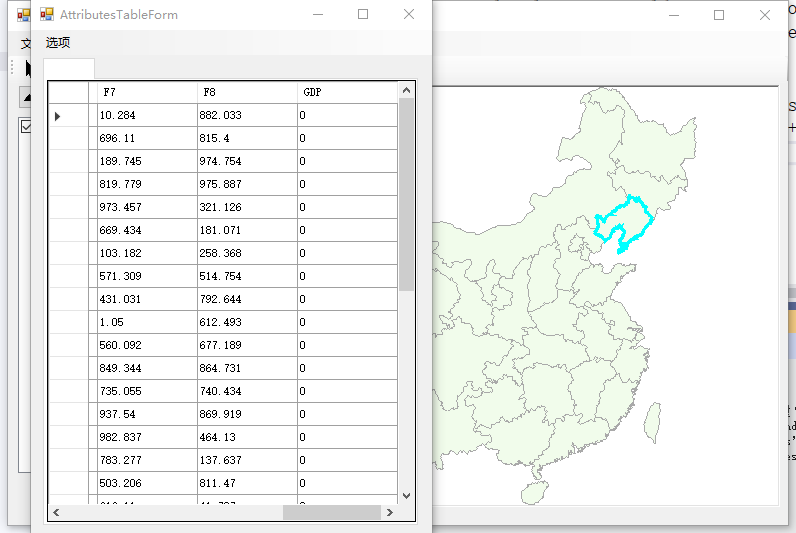 AttributesTableForm
选项
文
F7 F8 GDP
10.284 882.033 0
696.11 815.4 0
189.745 974.754 0
819.779 975.887 0
973.457 321.126 0
669.434 181.071 0
103.182 258.368 0
571.309 514.754 0
431.031 792.644 0
1.05 612.493 0
560.092 677.189 0
849.344 864.731 0
735.055 740.434 0
937.54 869.919 0
982.837 464.13 0
783.277 137.637 0
503.206 811.47 0